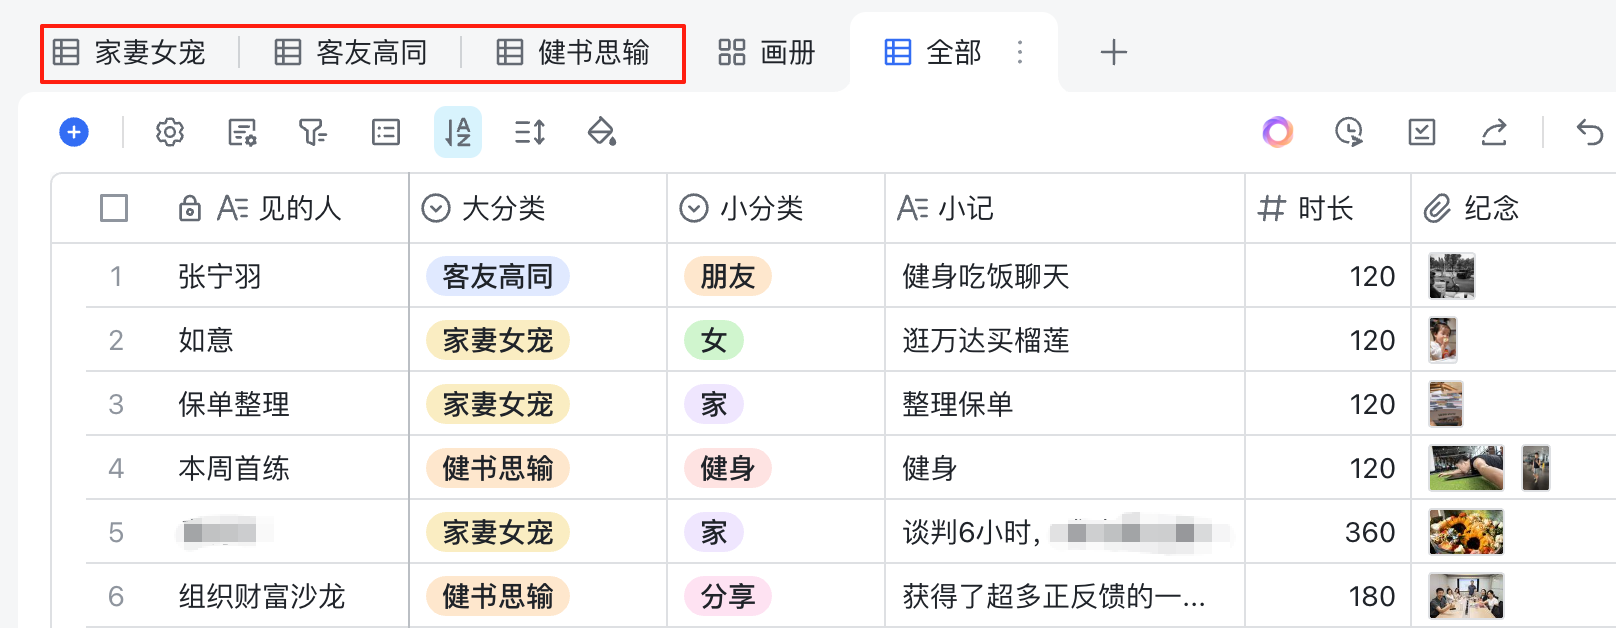 家妻女宠 客友高同 健书思输 画册 全部
见的人 大分类 小分类 小记 时长 纪念
1 张宁羽 客友高同 朋友 健身吃饭聊天 120
2 如意 家妻女宠 女 逛万达买榴莲 120
3 保单整理 家妻女宠 家 整理保单 120
4 本周首练 健书思输 健身 健身 120
5 家妻女宠 家 谈判6小时, 360
6 组织财富沙龙 健书思输 分享 获得了超多正反馈的一... 180